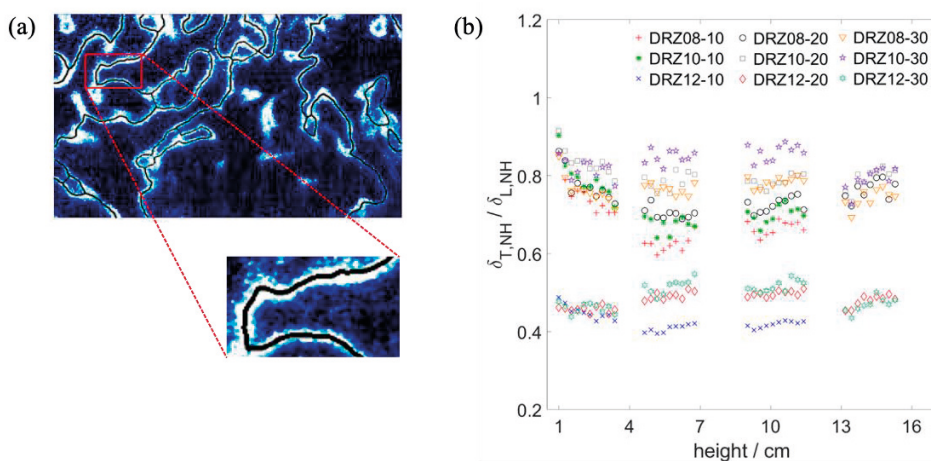 (a)
(b)
1.2
1
0.8
0.6
0.4
0.2
δT,NH / δL,NH
DRZ08-10 DRZ08-20 DRZ08-30
DRZ10-10 DRZ10-20 DRZ10-30
DRZ12-10 DRZ12-20 DRZ12-30
1 4 7 10 13 16
height / cm